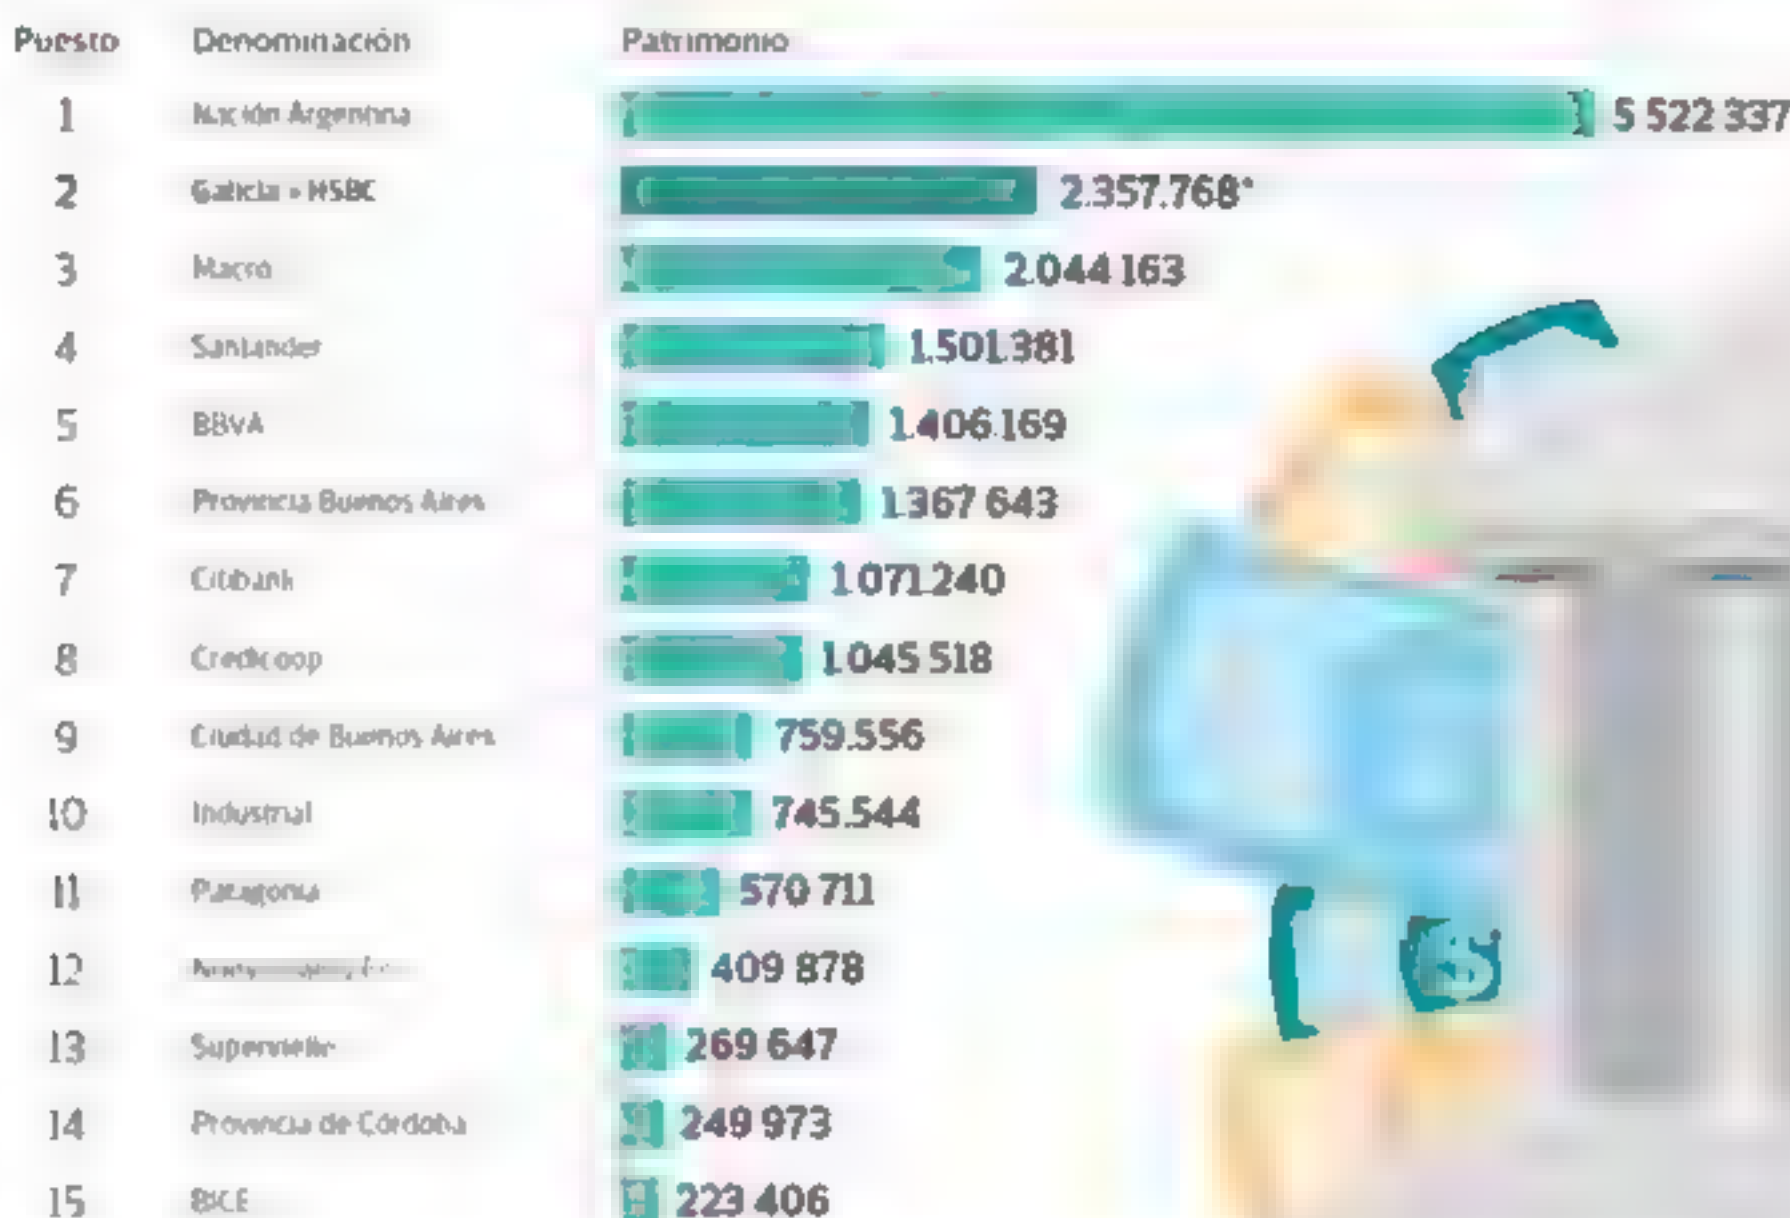 Puesto Denominación Patrimonio
1 Nación Argentina 5.522.337
2 Galicia + HSBC 2.357.768*
3 Macro 2.044.163
4 Santander 1.501.381
5 BBVA 1.406.169
6 Provincia Buenos Aires 1.367.643
7 Citibank 1.071.240
8 Credicoop 1.045.518
9 Ciudad de Buenos Aires 759.556
10 Industrial 745.544
11 Patagonia 570.711
12 409.878
13 Supervielle 269.647
14 Provincia de Córdoba 249.973
15 BICE 223.406